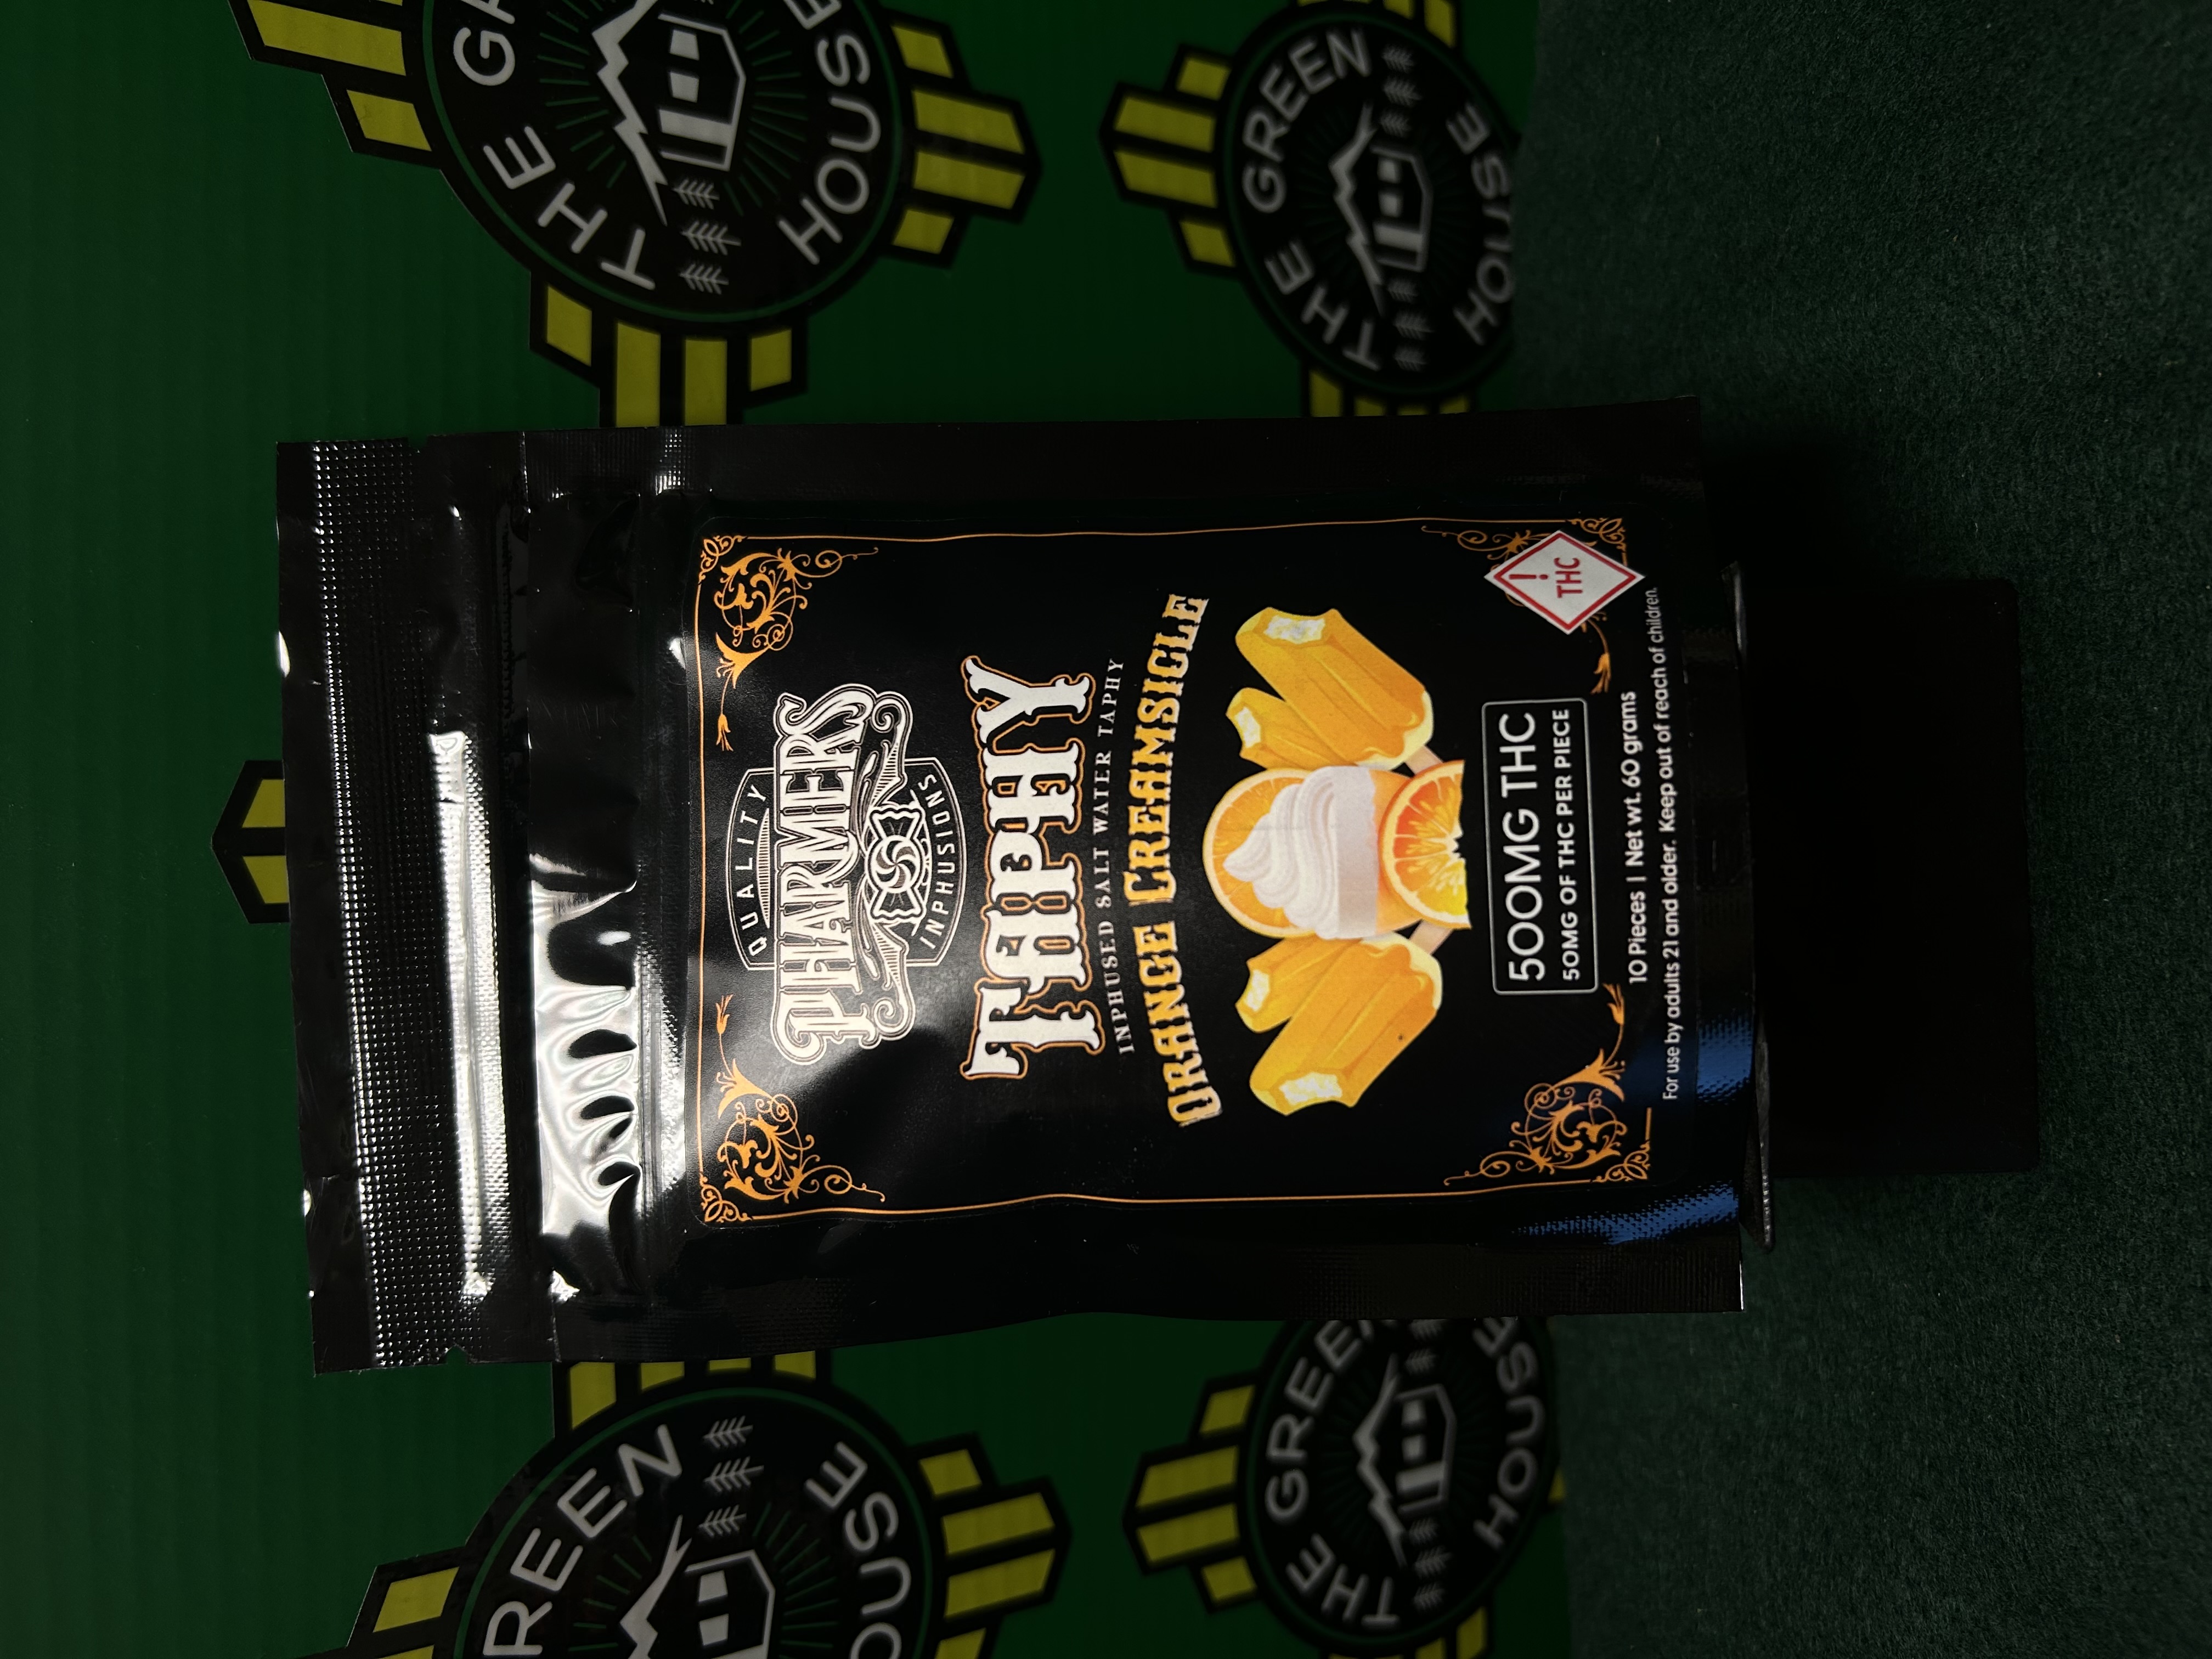 THE GREEN
HOUSE
THE GREEN
HOUSE
QUALITY
PHARMERS
INPHUSIONS
TAPHY
INPHUSED SALT WATER TAPHY
ORANGE CREAMSICLE
500MG THC
50MG OF THC PER PIECE
10 Pieces | Net wt. 60 grams
For use by adults 21 and older. Keep out of reach of children.
!
THC
GREEN
HOUSE
THE GREEN
HOUSE